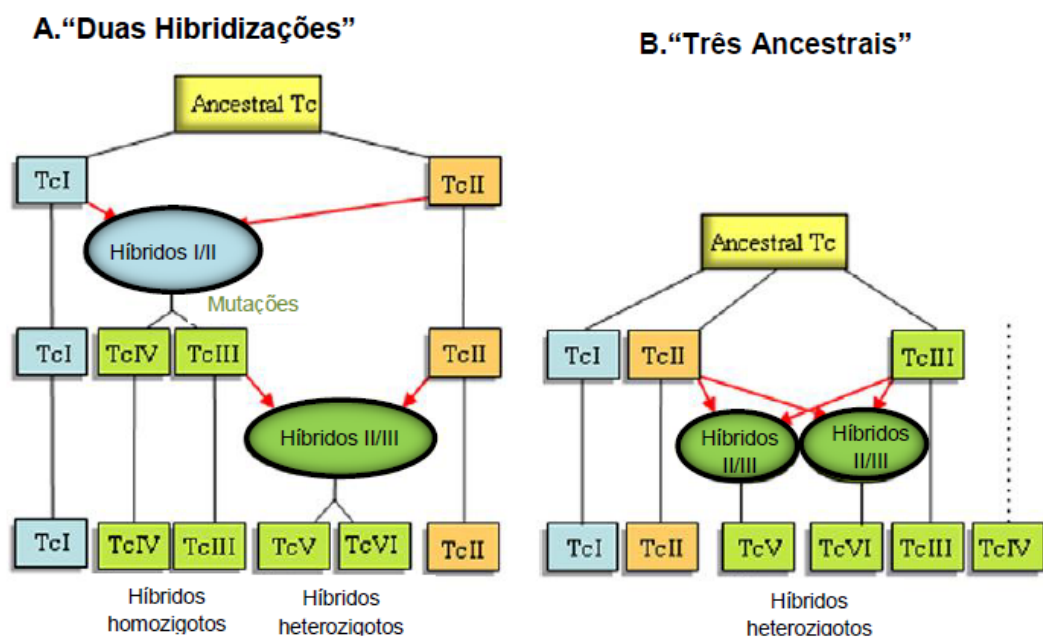 A.“Duas Hibridizações”
Ancestral Tc
TcI
TcII
Híbridos I/II
Mutações
TcI
TcIV
TcIII
TcII
Híbridos II/III
TcI
TcIV
TcIII
TcV
TcVI
TcII
Híbridos
homozigotos
Híbridos
heterozigotos
B.“Três Ancestrais”
Ancestral Tc
TcI
TcII
TcIII
Híbridos
II/III
Híbridos
II/III
TcI
TcII
TcV
TcVI
TcIII
TcIV
Híbridos
heterozigotos